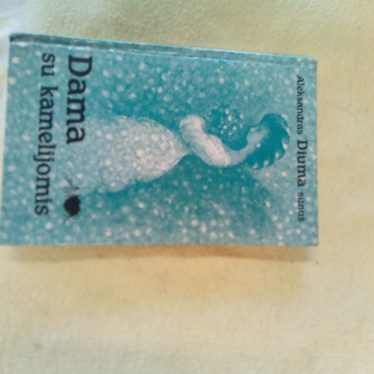 Aleksandras Diuma sūnus
Dama
su kamelijomis